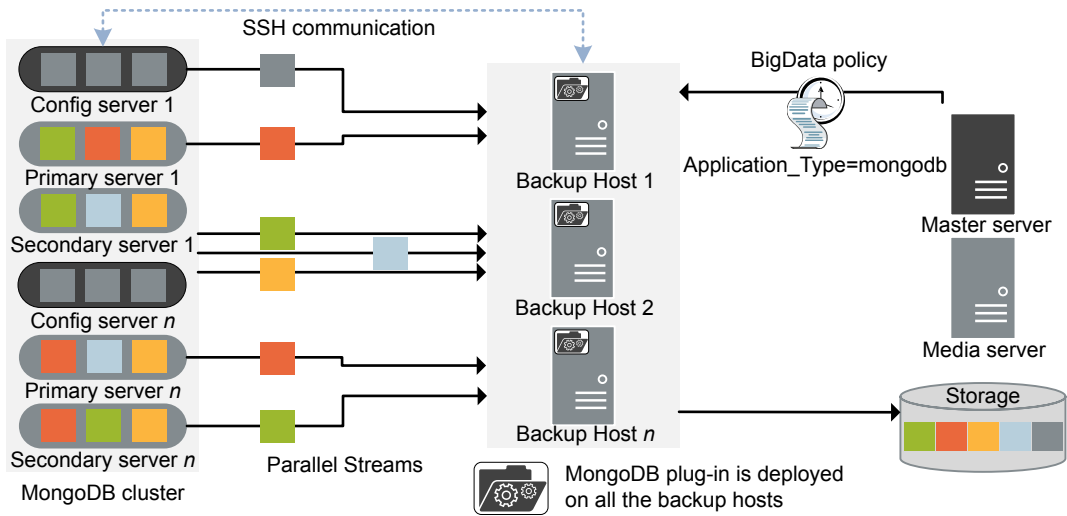 SSH communication
Config server 1
Primary server 1
Secondary server 1
Config server n
Primary server n
Secondary server n
MongoDB cluster
Parallel Streams
Backup Host 1
Backup Host 2
Backup Host n
MongoDB plug-in is deployed
on all the backup hosts
BigData policy
Application_Type=mongodb
Master server
Media server
Storage